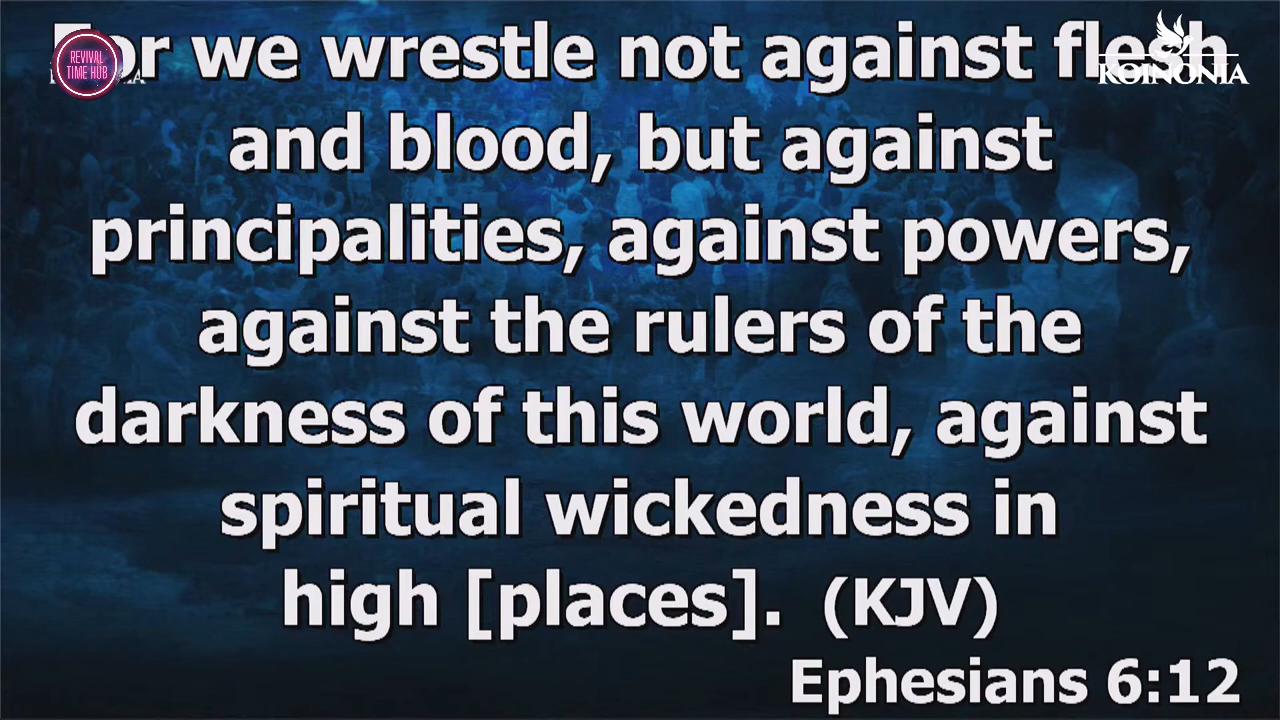 For we wrestle not against flesh
and blood, but against
principalities, against powers,
against the rulers of the
darkness of this world, against
spiritual wickedness in
high [places]. (KJV)
Ephesians 6:12
REVIVAL
TIME HUB
KOINONIA